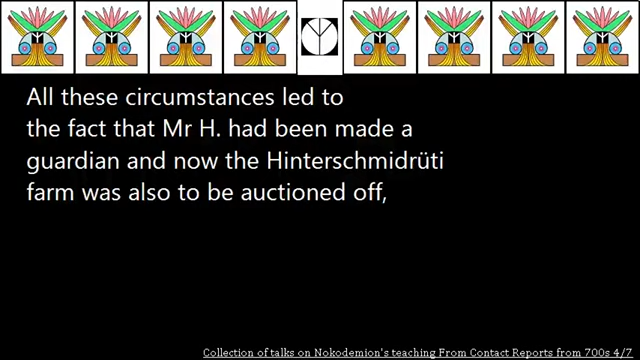 All these circumstances led to
the fact that Mr H. had been made a
guardian and now the Hinterschmidrüti
farm was also to be auctioned off,
Collection of talks on Nokodemion's teaching From Contact Reports from 700s 4/7